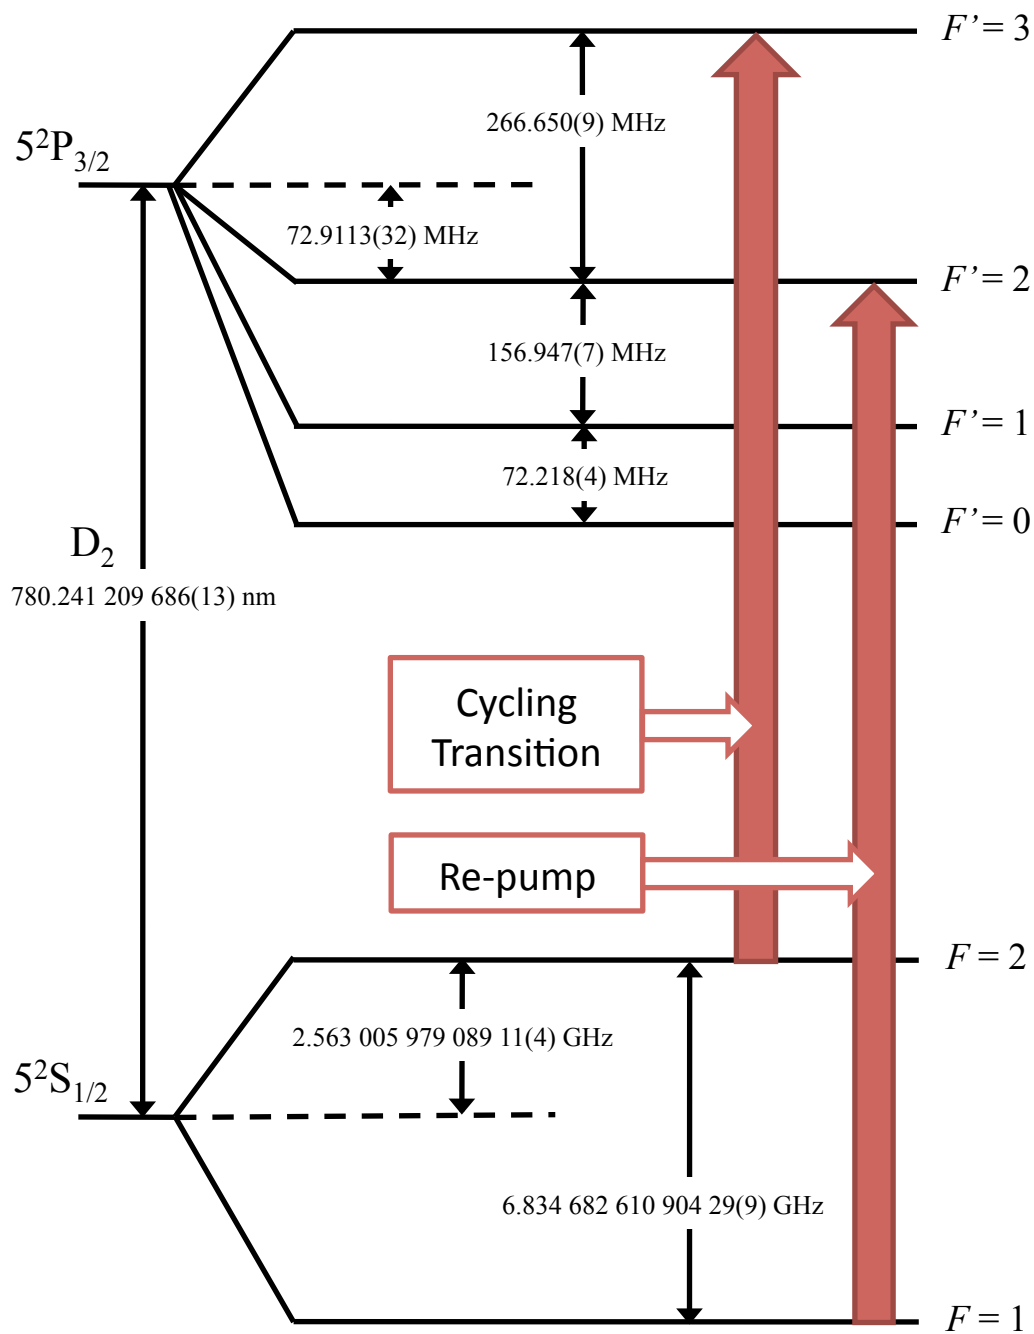 F’ = 3
266.650(9) MHz
5²P₃/₂
72.9113(32) MHz
F’ = 2
156.947(7) MHz
F’ = 1
72.218(4) MHz
F’ = 0
D₂
780.241 209 686(13) nm
Cycling
Transition
Re-pump
F = 2
2.563 005 979 089 11(4) GHz
5²S₁/₂
6.834 682 610 904 29(9) GHz
F = 1